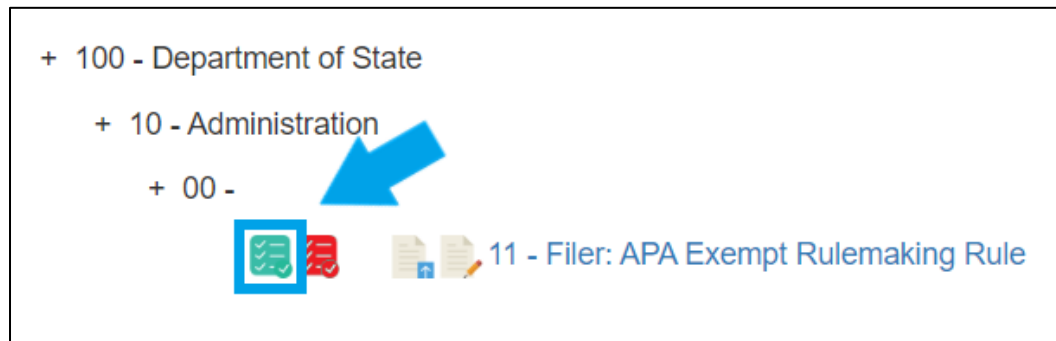 + 100 - Department of State
+ 10 - Administration
+ 00 -
11 - Filer: APA Exempt Rulemaking Rule